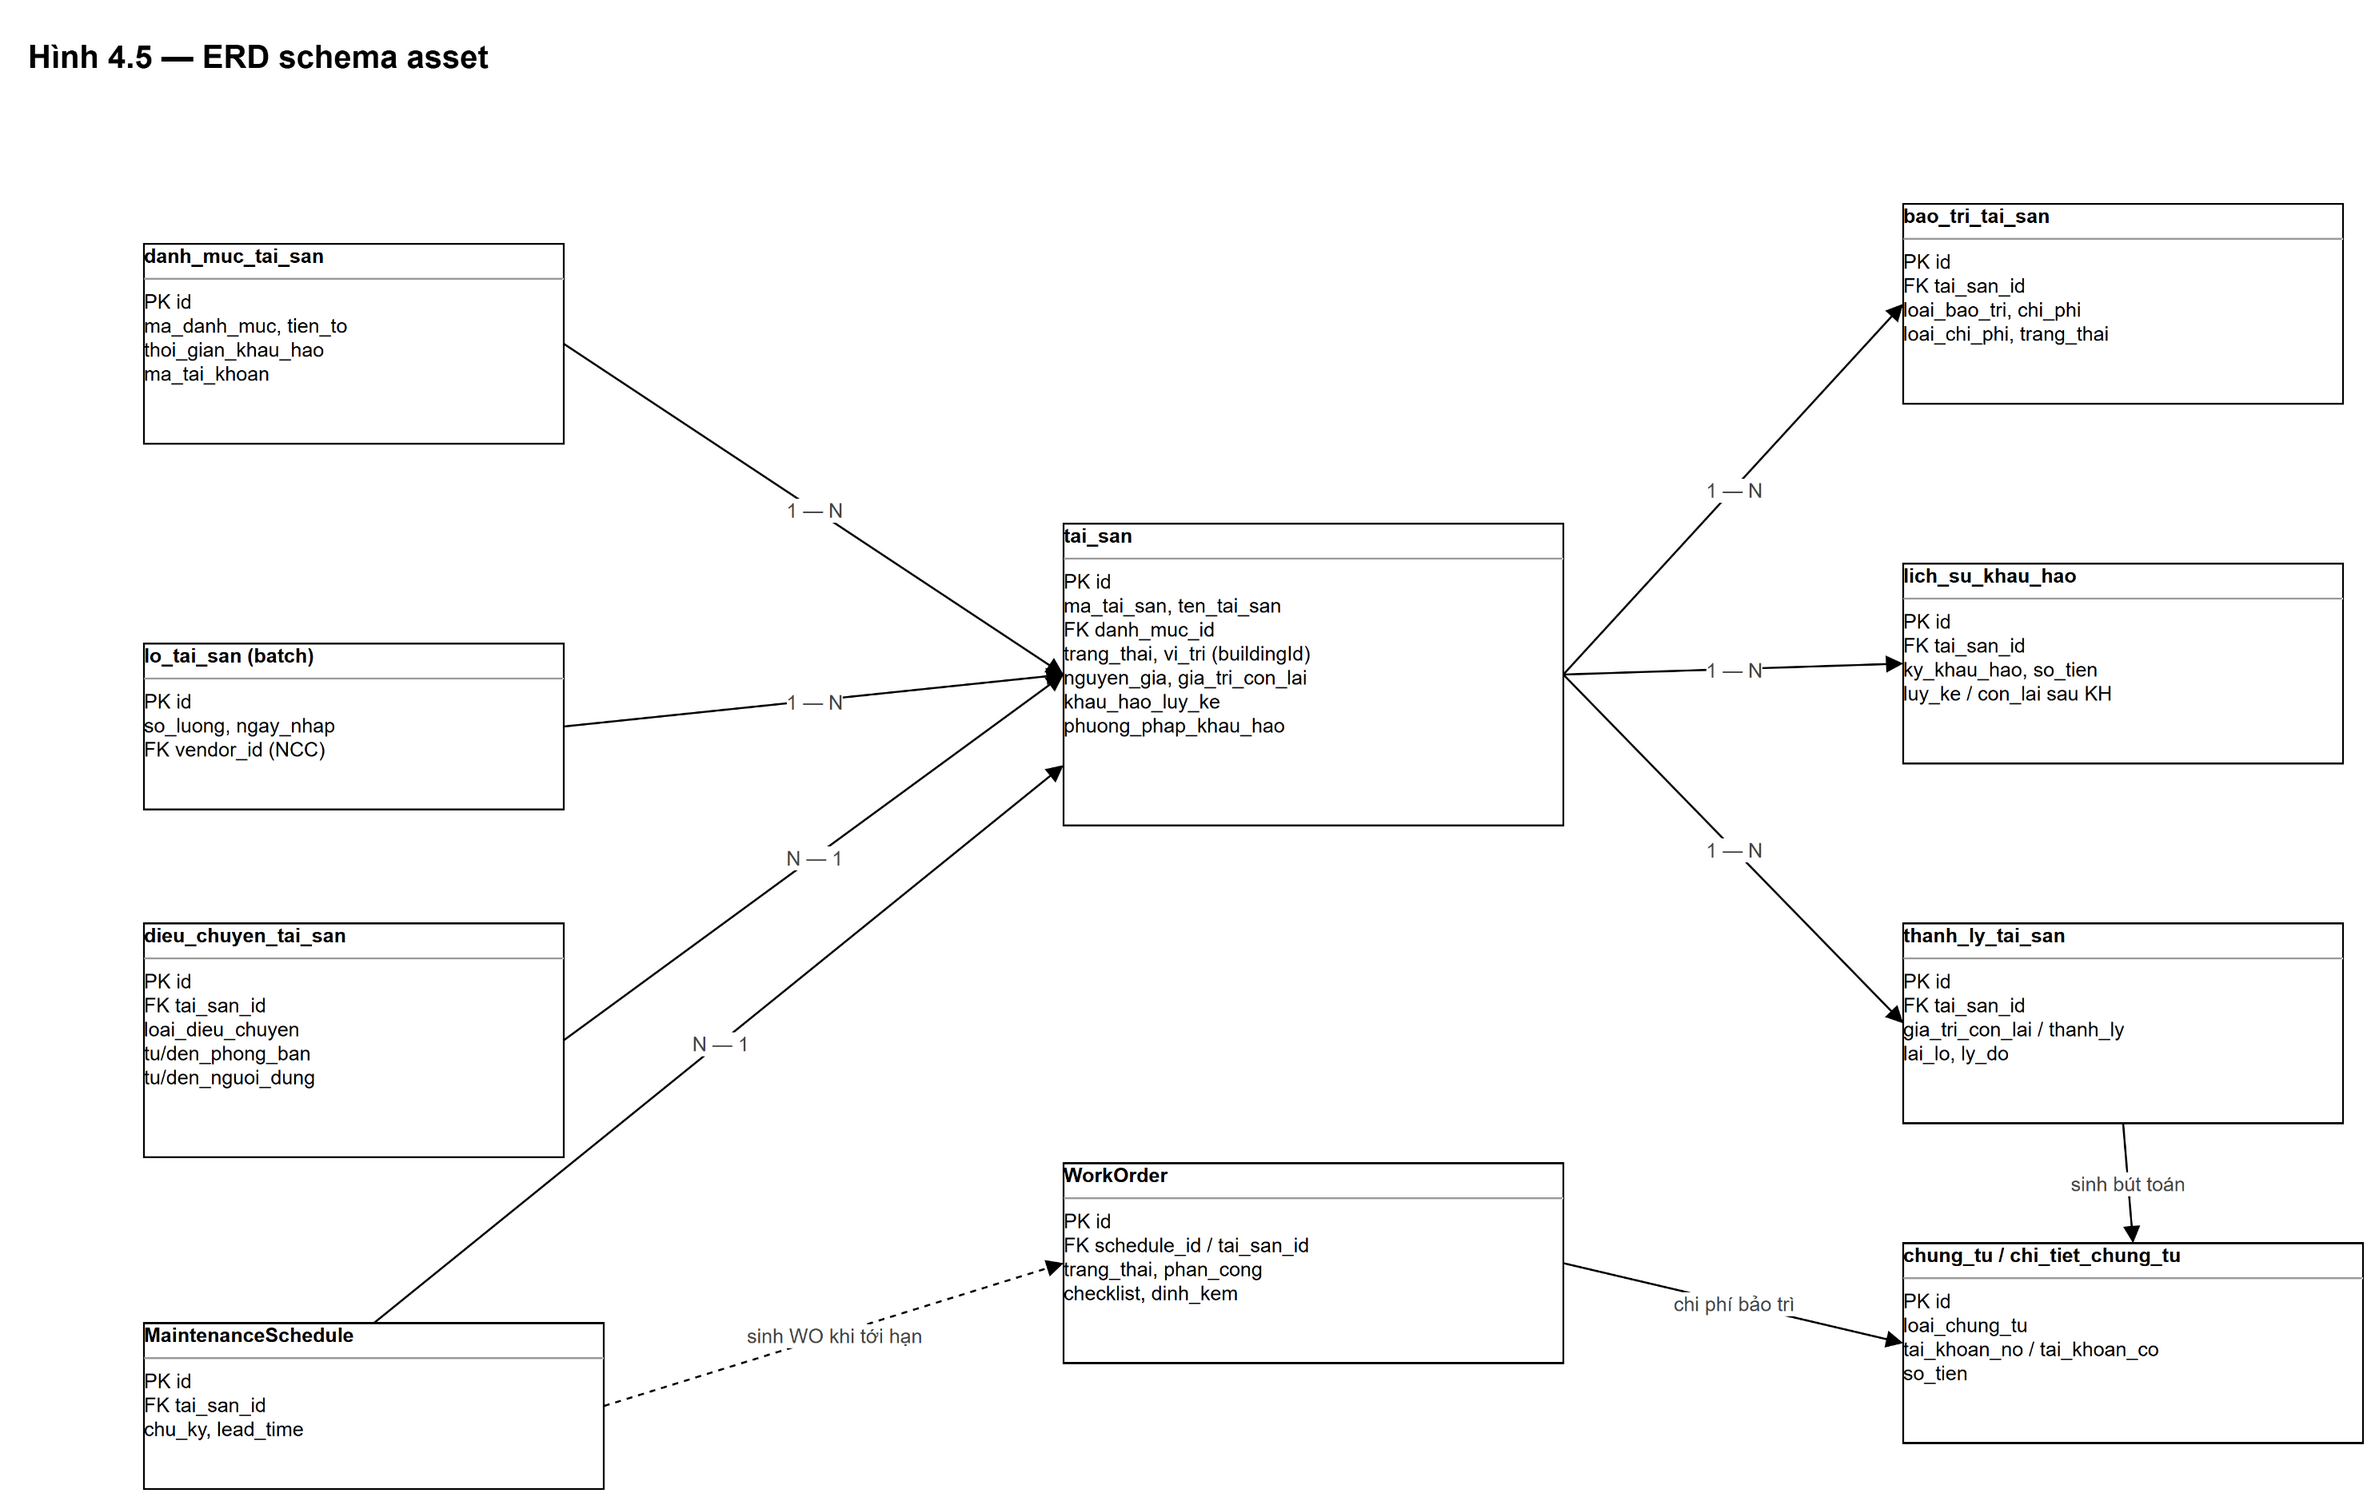 Hình 4.5 — ERD schema asset
danh_muc_tai_san
PK id
ma_danh_muc, tien_to
thoi_gian_khau_hao
ma_tai_khoan
lo_tai_san (batch)
PK id
so_luong, ngay_nhap
FK vendor_id (NCC)
dieu_chuyen_tai_san
PK id
FK tai_san_id
loai_dieu_chuyen
tu/den_phong_ban
tu/den_nguoi_dung
MaintenanceSchedule
PK id
FK tai_san_id
chu_ky, lead_time
1 — N
1 — N
N — 1
N — 1
sinh WO khi tới hạn
tai_san
PK id
ma_tai_san, ten_tai_san
FK danh_muc_id
trang_thai, vi_tri (buildingId)
nguyen_gia, gia_tri_con_lai
khau_hao_luy_ke
phuong_phap_khau_hao
WorkOrder
PK id
FK schedule_id / tai_san_id
trang_thai, phan_cong
checklist, dinh_kem
1 — N
1 — N
1 — N
chi phí bảo trì
bao_tri_tai_san
PK id
FK tai_san_id
loai_bao_tri, chi_phi
loai_chi_phi, trang_thai
lich_su_khau_hao
PK id
FK tai_san_id
ky_khau_hao, so_tien
luy_ke / con_lai sau KH
thanh_ly_tai_san
PK id
FK tai_san_id
gia_tri_con_lai / thanh_ly
lai_lo, ly_do
sinh bút toán
chung_tu / chi_tiet_chung_tu
PK id
loai_chung_tu
tai_khoan_no / tai_khoan_co
so_tien